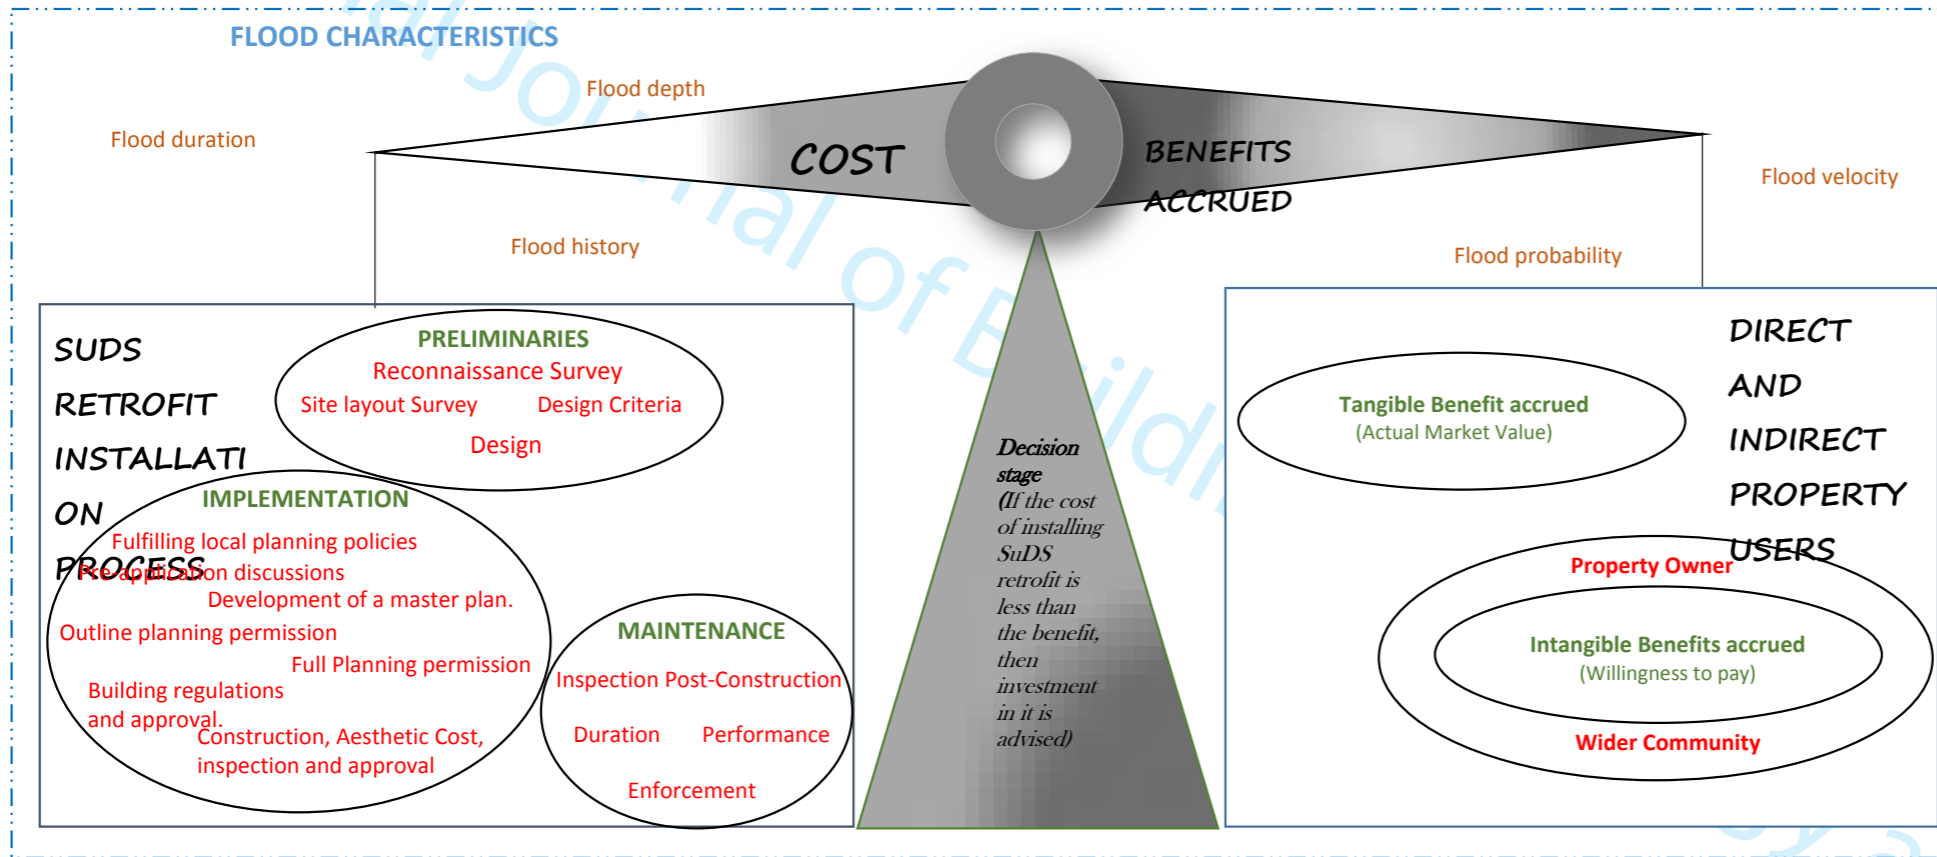 FLOOD CHARACTERISTICS
Flood depth
Flood duration
COST
BENEFITS
ACCRUED
Flood velocity
Flood history
Flood probability
SUDS
RETROFIT
INSTALLATI
ON
PROCESS
PRELIMINARIES
Reconnaissance Survey
Site layout Survey Design Criteria
Design
IMPLEMENTATION
Fulfilling local planning policies
Pre-application discussions
Development of a master plan.
Outline planning permission
Full Planning permission
Building regulations
and approval.
Construction, Aesthetic Cost,
inspection and approval
MAINTENANCE
Inspection Post-Construction
Duration Performance
Enforcement
Decision
stage
(If the cost
of installing
SuDS
retrofit is
less than
the benefit,
then
investment
in it is
advised)
DIRECT
AND
INDIRECT
PROPERTY
USERS
Tangible Benefit accrued
(Actual Market Value)
Property Owner
Intangible Benefits accrued
(Willingness to pay)
Wider Community
Journal of